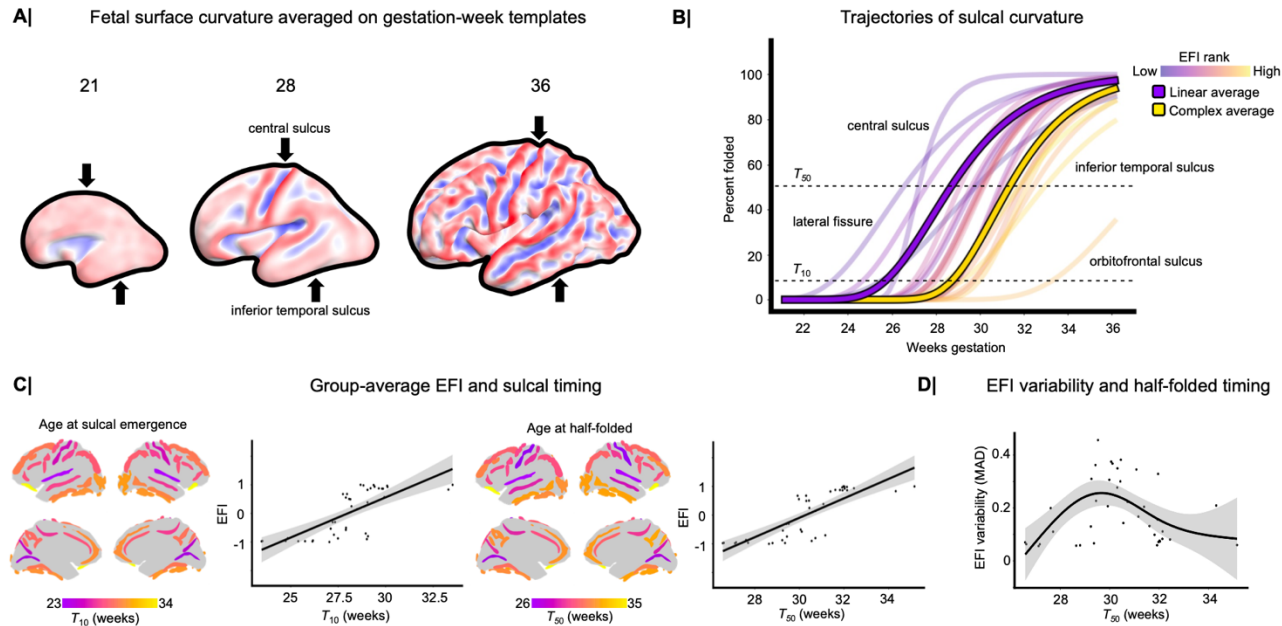 A| Fetal surface curvature averaged on gestation-week templates
21 28 36
central sulcus
inferior temporal sulcus
B| Trajectories of sulcal curvature
EFI rank
Low High
Linear average
Complex average
Percent folded
100
80
60
40
20
0
T50
T10
central sulcus
lateral fissure
inferior temporal sulcus
orbitofrontal sulcus
22 24 26 28 30 32 34 36
Weeks gestation
C| Group-average EFI and sulcal timing
Age at sulcal emergence
23 34
T10 (weeks)
EFI
1
0
-1
25 27.5 30 32.5
T10 (weeks)
Age at half-folded
26 35
T50 (weeks)
EFI
1
0
-1
28 30 32 34
T50 (weeks)
D| EFI variability and half-folded timing
EFI variability (MAD)
0.4
0.2
0
28 30 32 34
T50 (weeks)